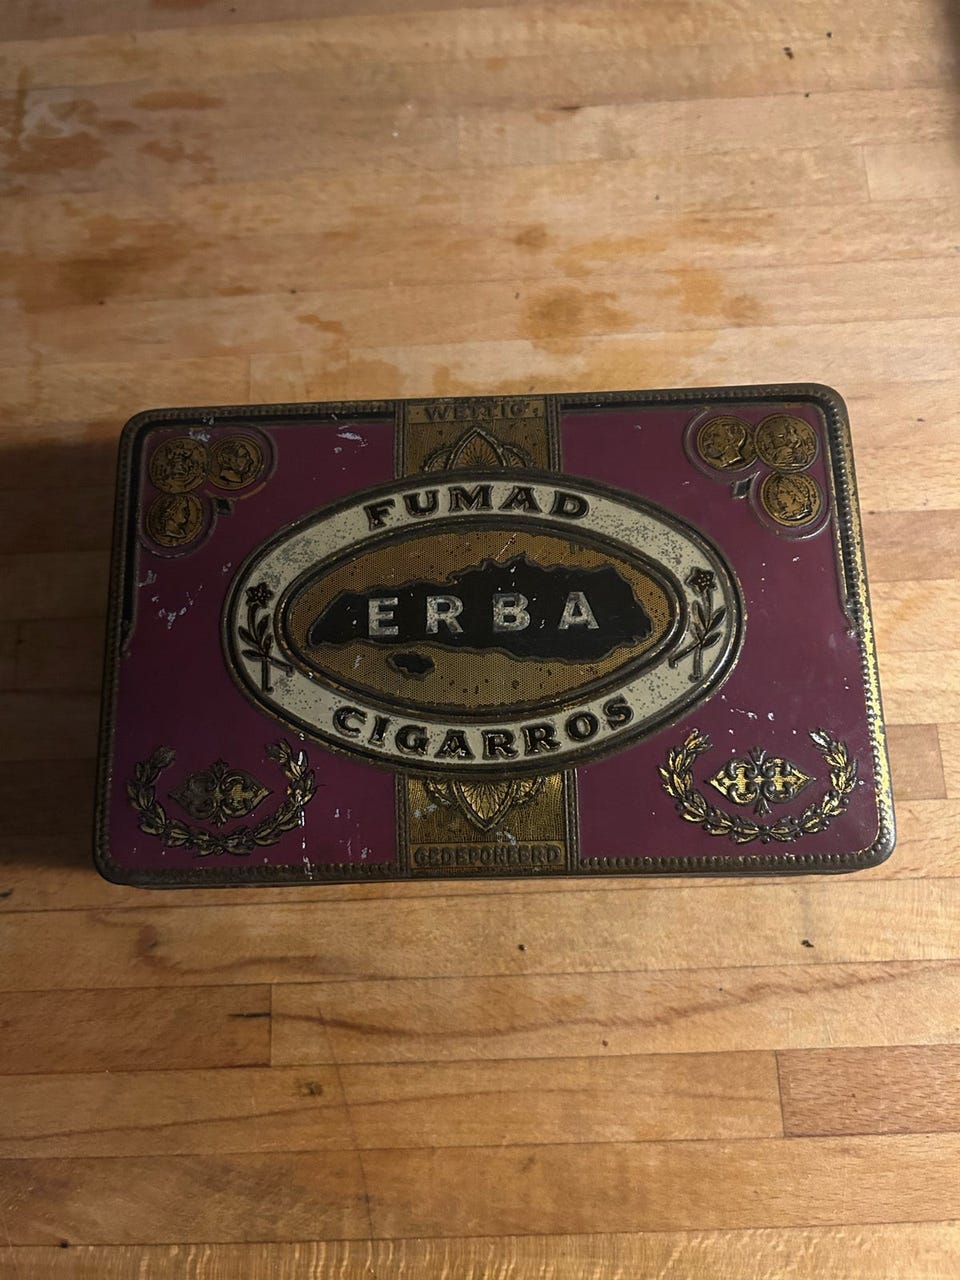 WETTIG
FUMAD
ERBA
CIGARROS
GEDEPONEERD